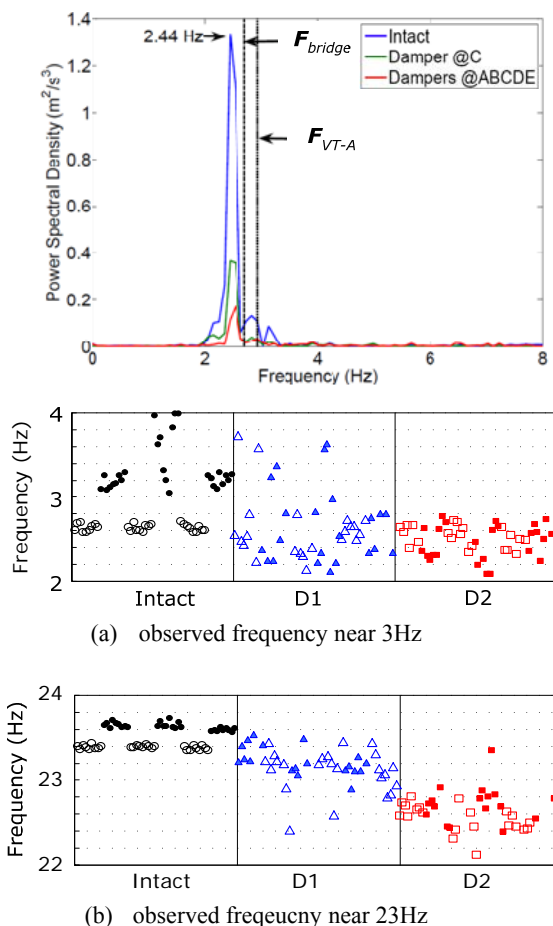 1.4
1.2
1
0.8
0.6
0.4
0.2
0
Power Spectral Density (m²/s³)
2.44 Hz
F_bridge
F_VT-A
Intact
Damper @C
Dampers @ABCDE
0 2 4 6 8
Frequency (Hz)
4
3
2
Frequency (Hz)
Intact D1 D2
(a) observed frequency near 3Hz
24
23
22
Frequency (Hz)
Intact D1 D2
(b) observed freqeucny near 23Hz